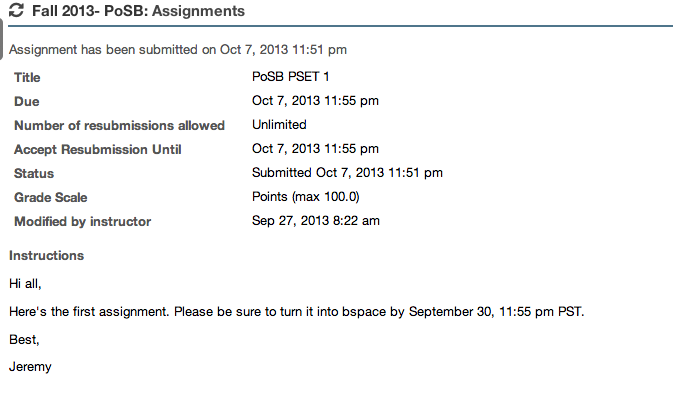 Fall 2013- PoSB: Assignments
Assignment has been submitted on Oct 7, 2013 11:51 pm
Title PoSB PSET 1
Due Oct 7, 2013 11:55 pm
Number of resubmissions allowed Unlimited
Accept Resubmission Until Oct 7, 2013 11:55 pm
Status Submitted Oct 7, 2013 11:51 pm
Grade Scale Points (max 100.0)
Modified by instructor Sep 27, 2013 8:22 am
Instructions
Hi all,
Here's the first assignment. Please be sure to turn it into bspace by September 30, 11:55 pm PST.
Best,
Jeremy